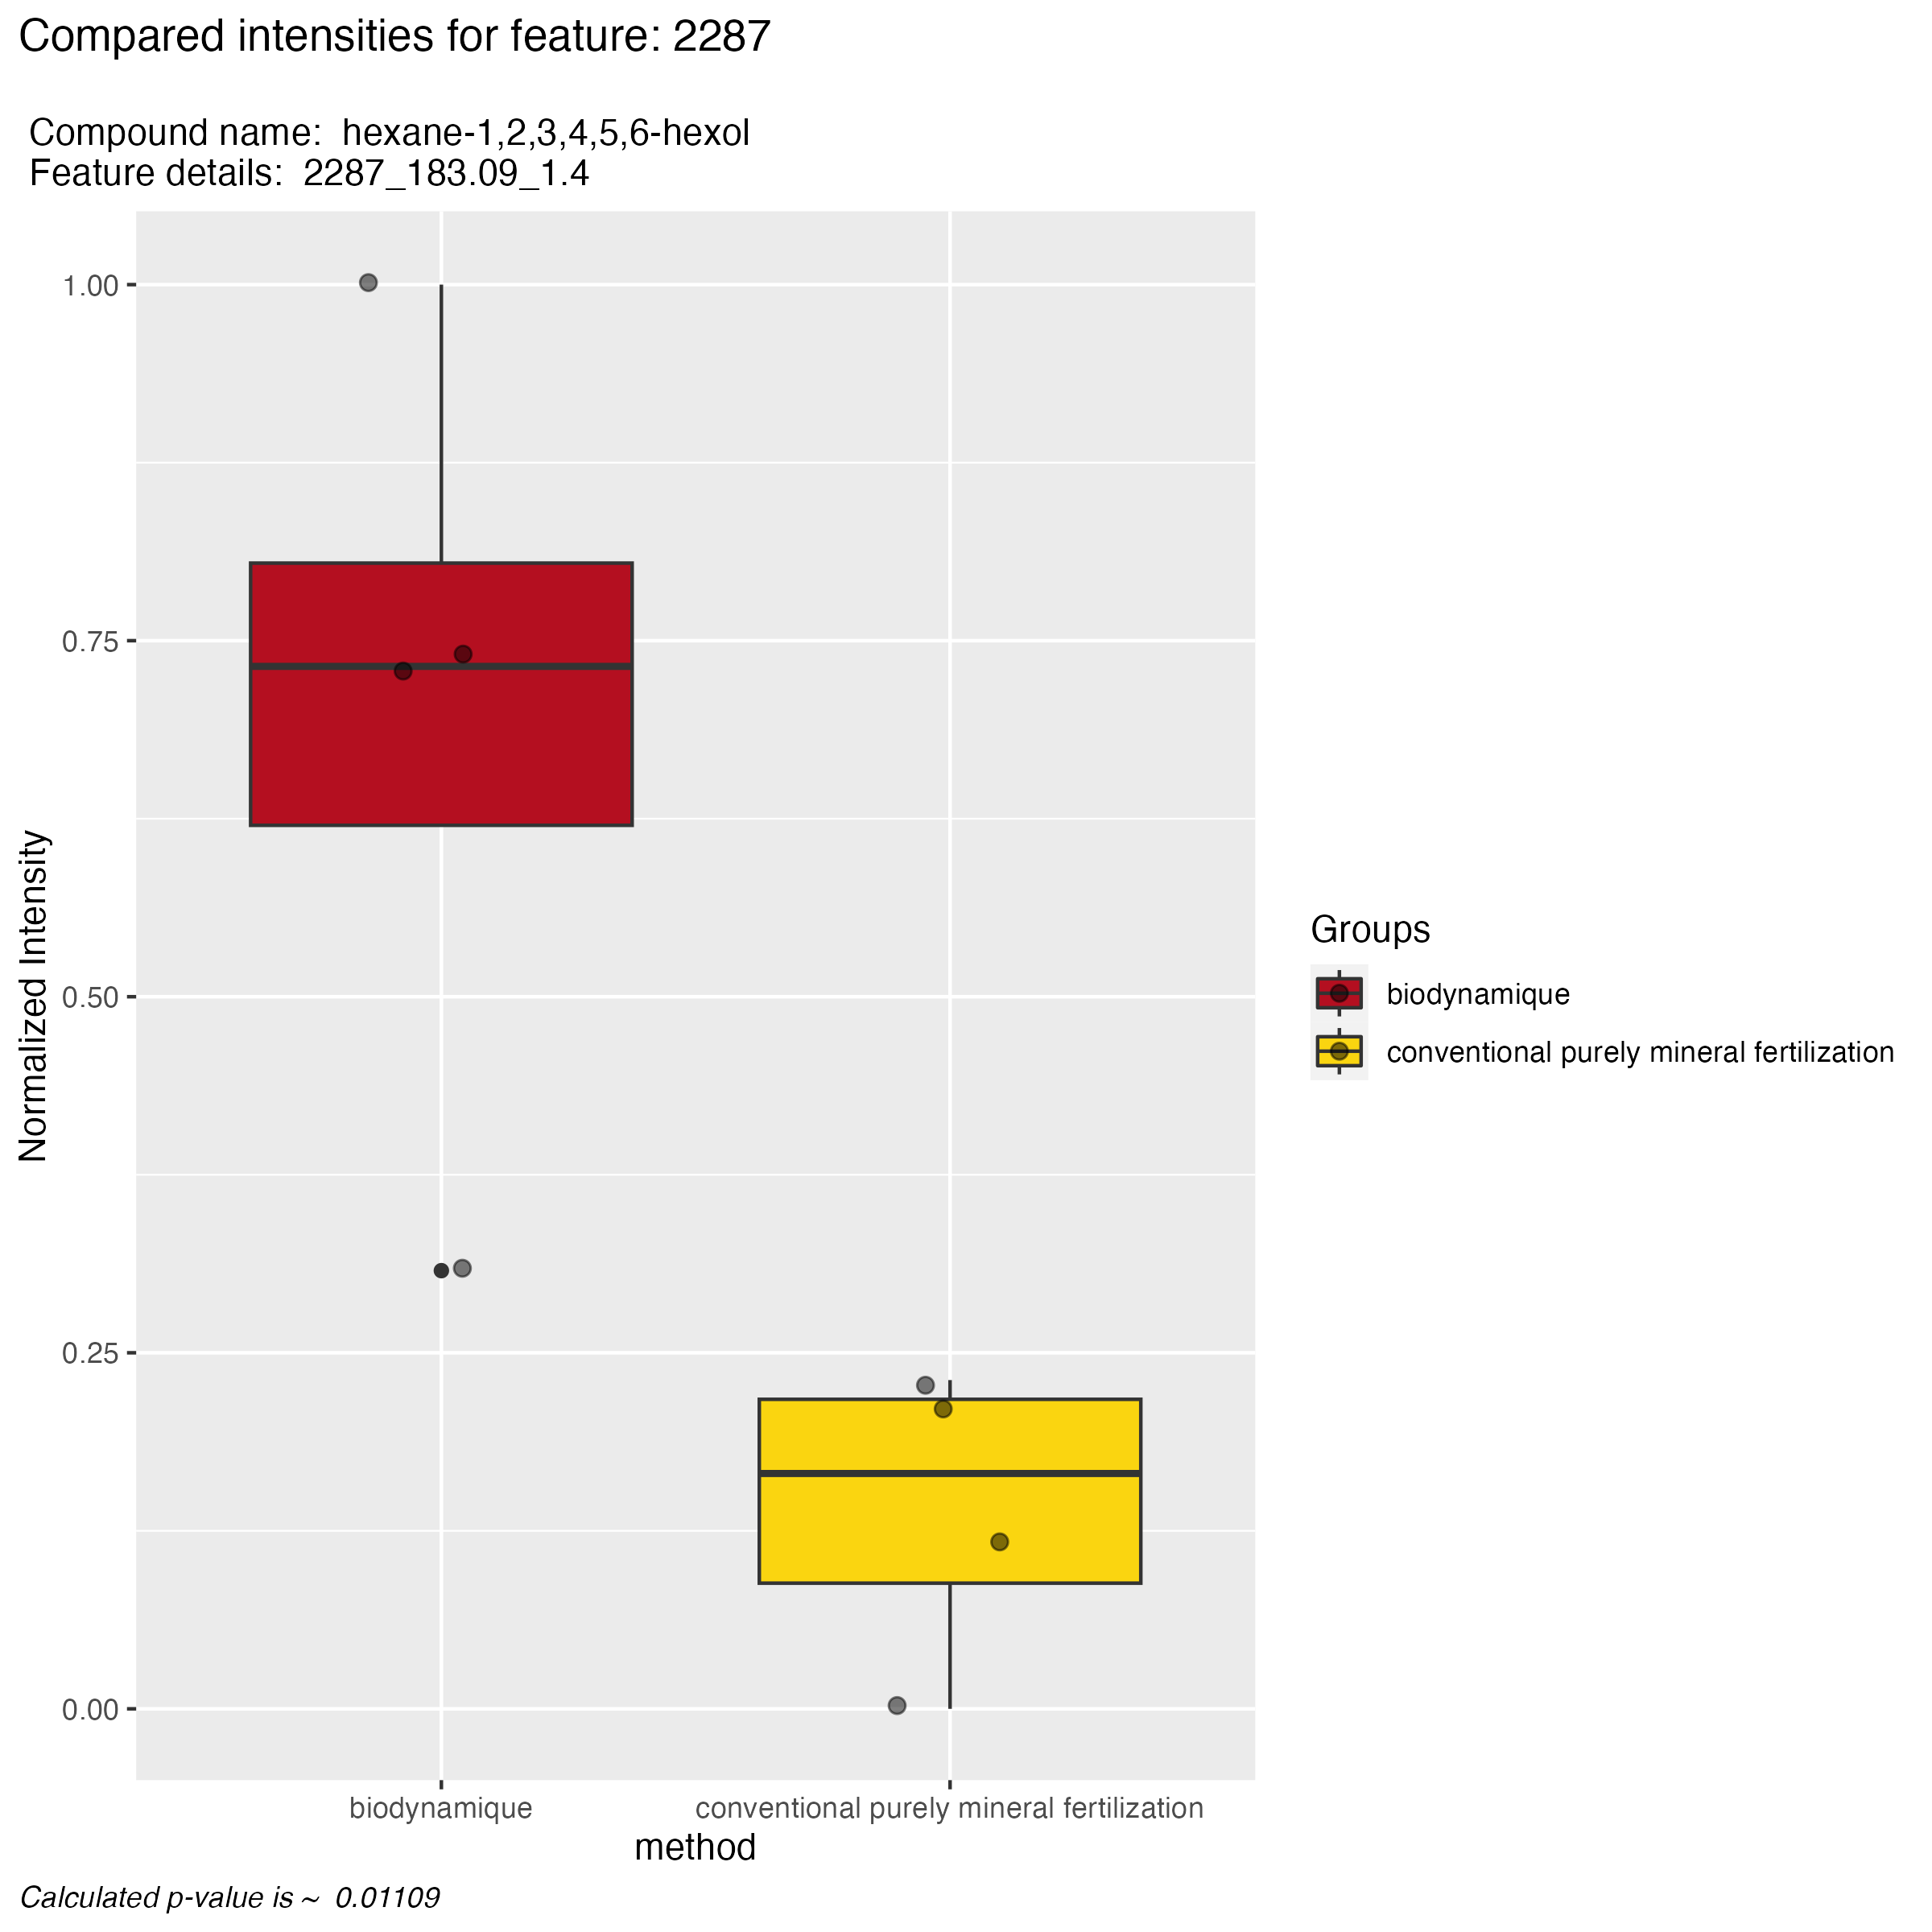 Compared intensities for feature: 2287
Compound name:  hexane-1,2,3,4,5,6-hexol
Feature details:  2287_183.09_1.4
Normalized Intensity
1.00
0.75
0.50
0.25
0.00
biodynamique
conventional purely mineral fertilization
method
Groups
biodynamique
conventional purely mineral fertilization
Calculated p-value is ~  0.01109